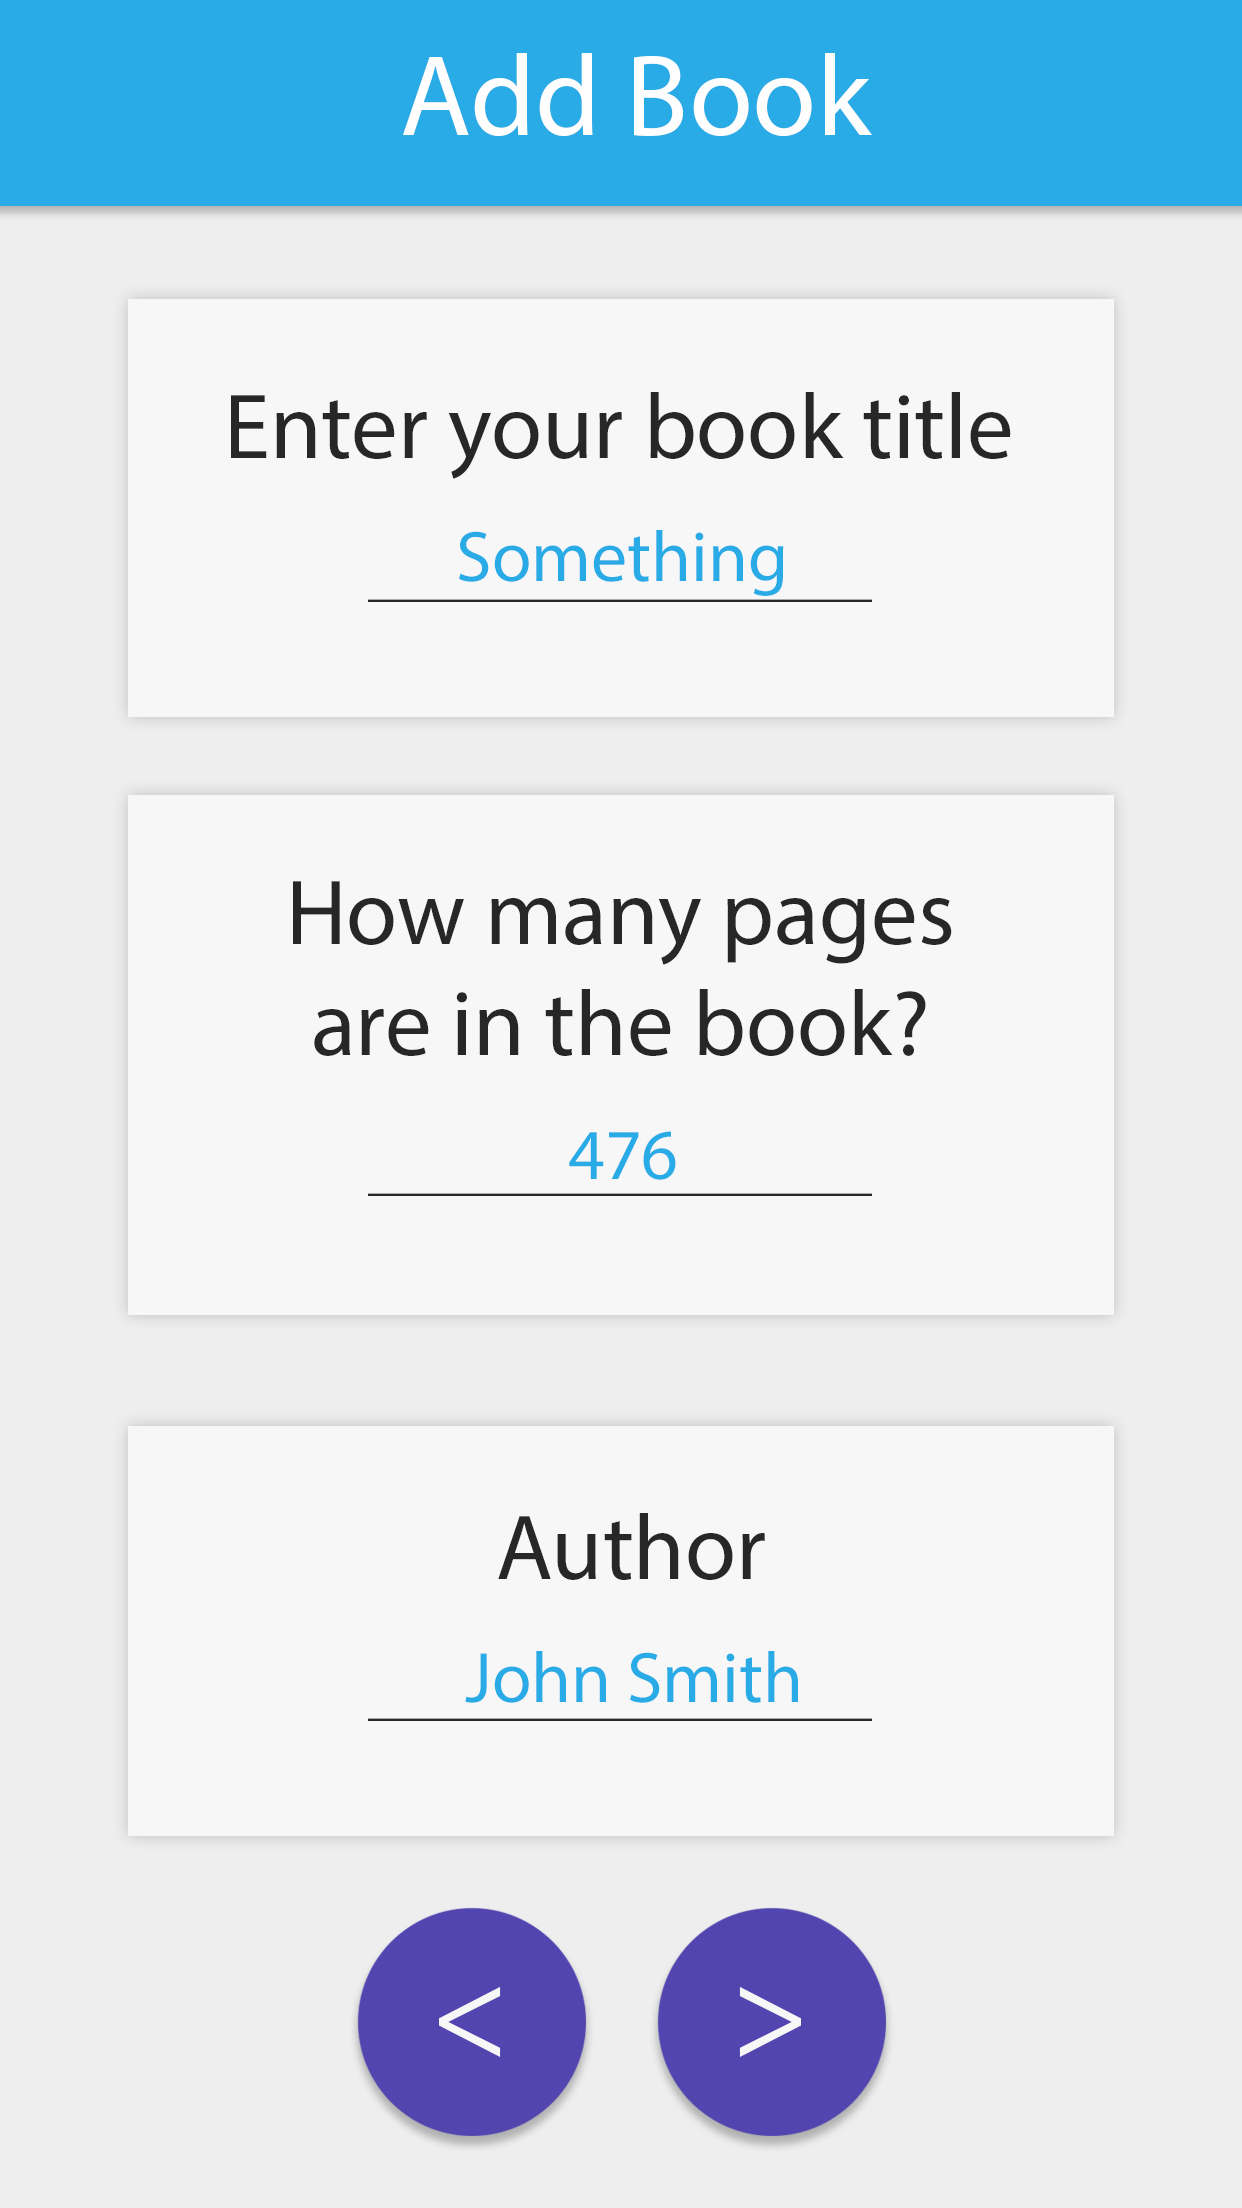 Add Book
Enter your book title
Something
How many pages
are in the book?
476
Author
John Smith
< >